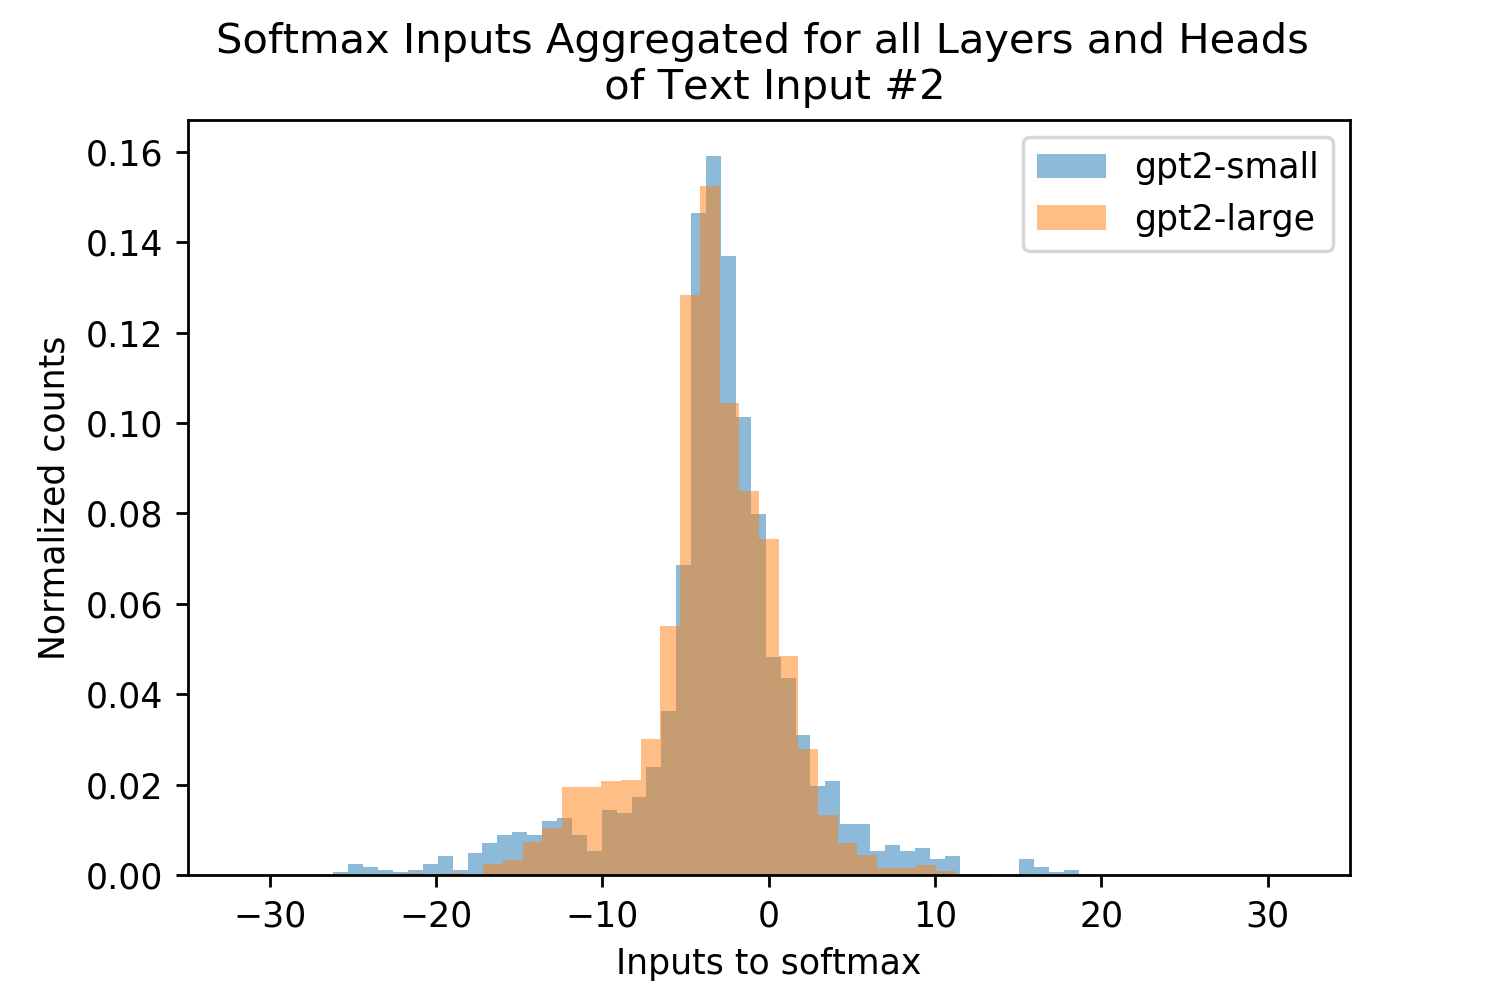 Softmax Inputs Aggregated for all Layers and Heads
of Text Input #2
gpt2-small
gpt2-large
Normalized counts
0.16
0.14
0.12
0.10
0.08
0.06
0.04
0.02
0.00
−30 −20 −10 0 10 20 30
Inputs to softmax